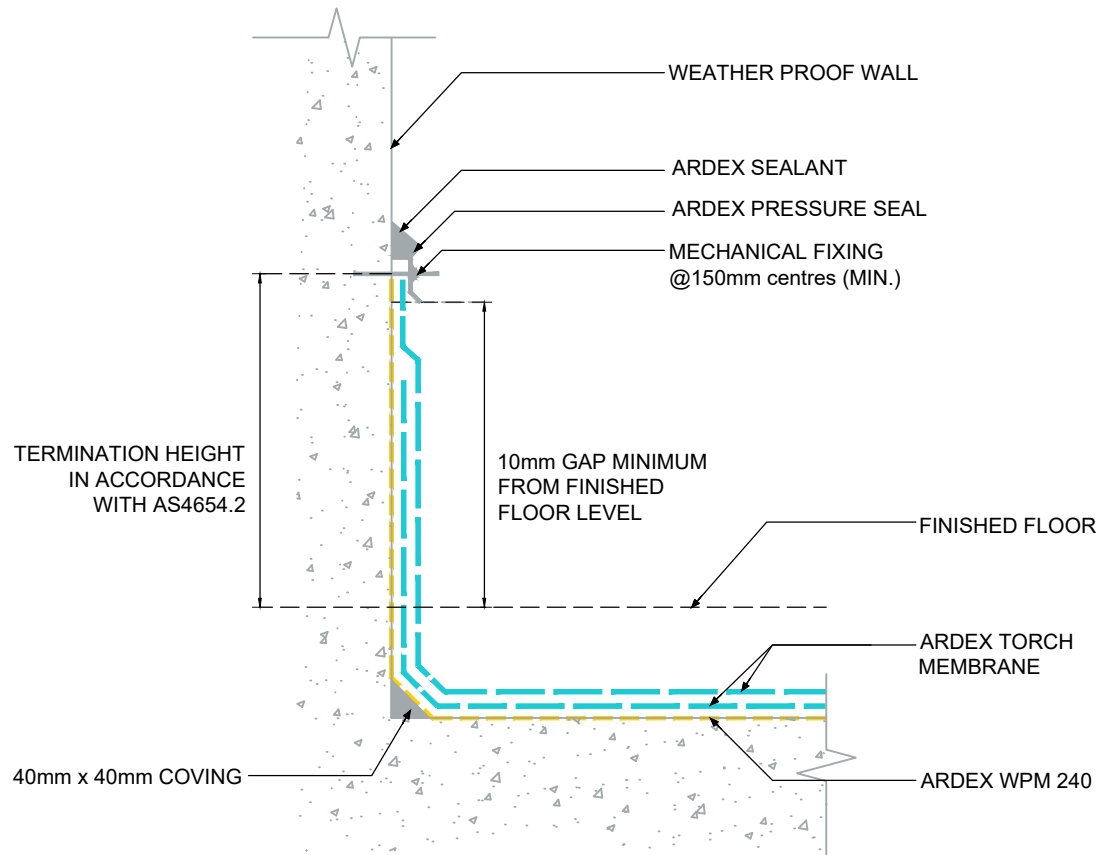 WEATHER PROOF WALL
ARDEX SEALANT
ARDEX PRESSURE SEAL
MECHANICAL FIXING
@150mm centres (MIN.)
TERMINATION HEIGHT
IN ACCORDANCE
WITH AS4654.2
10mm GAP MINIMUM
FROM FINISHED
FLOOR LEVEL
FINISHED FLOOR
ARDEX TORCH
MEMBRANE
40mm x 40mm COVING
ARDEX WPM 240